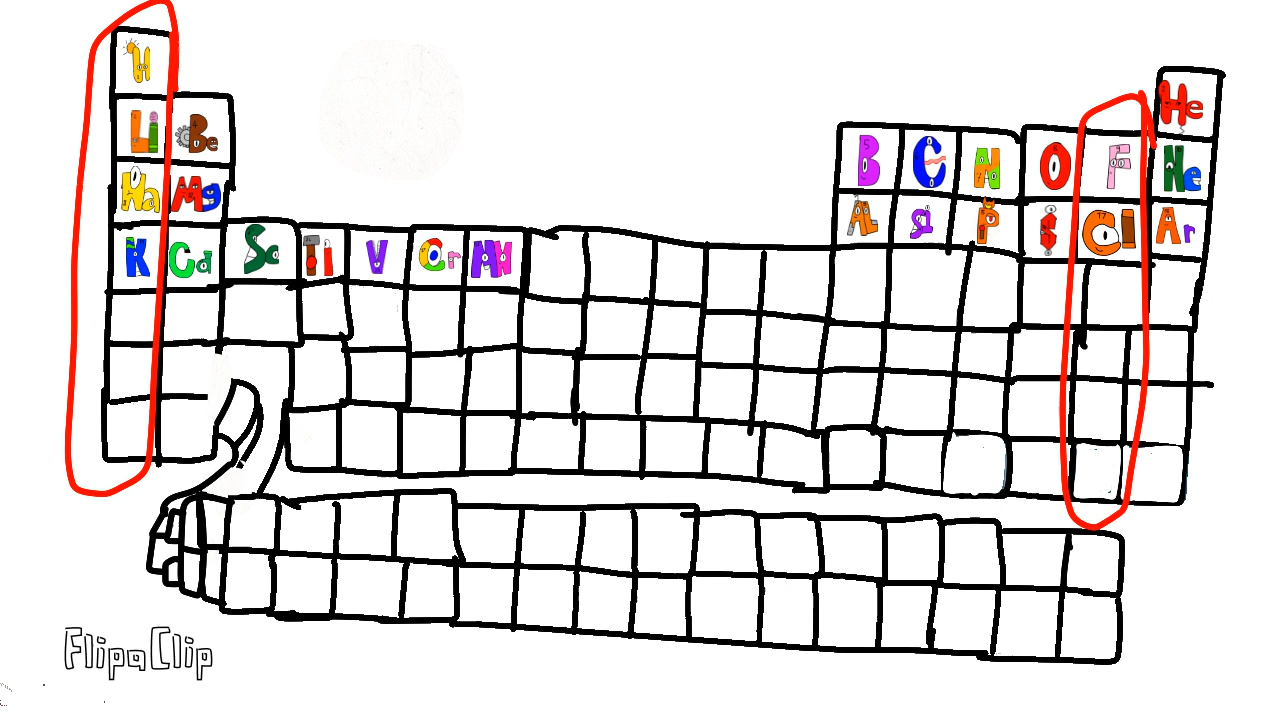 H
He
Li Be B C N O F Ne
Na Mg AL Si P S Cl Ar
K Ca Sc Ti V Cr MN
FlipaClip